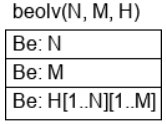 beolv(N, M, H)
Be: N
Be: M
Be: H[1..N][1..M]